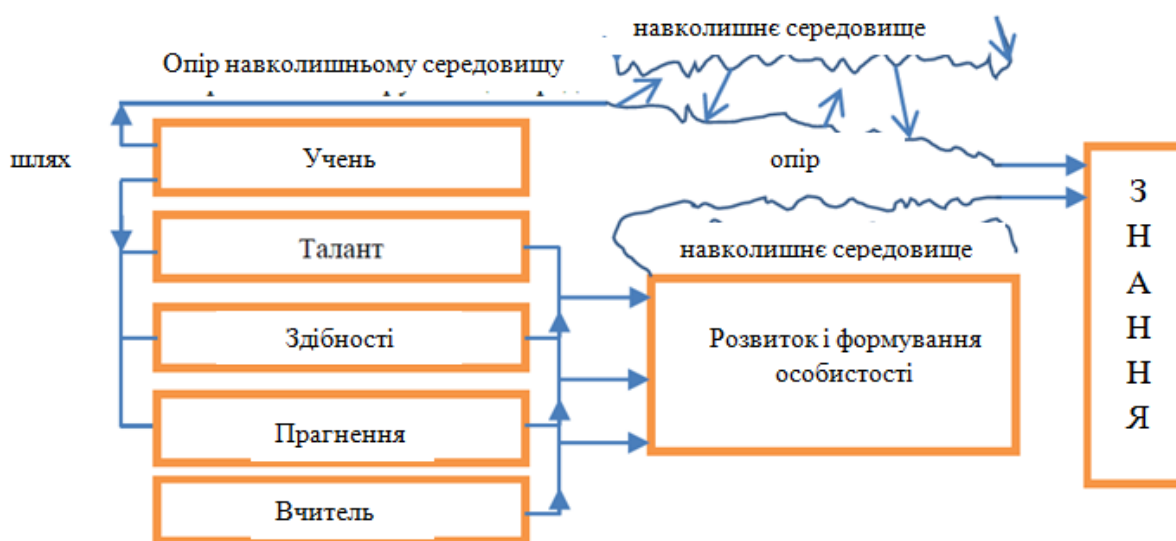 навколишнє середовище
Опір навколишньому середовищу
шлях
Учень
опір
Талант
навколишнє середовище
Здібності
Розвиток і формування
особистості
Прагнення
Вчитель
З
Н
А
Н
Н
Я